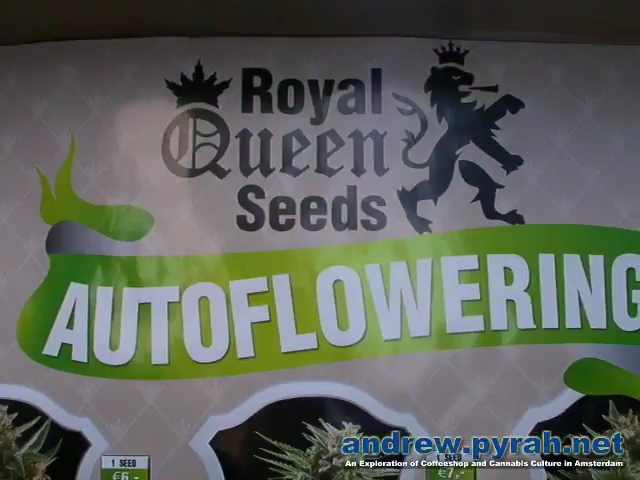 Royal
Queen
Seeds
AUTOFLOWERING
1 SEED
€6,-
1 SEED
andrew.pyrah.net
An Exploration of Coffeeshop and Cannabis Culture in Amsterdam